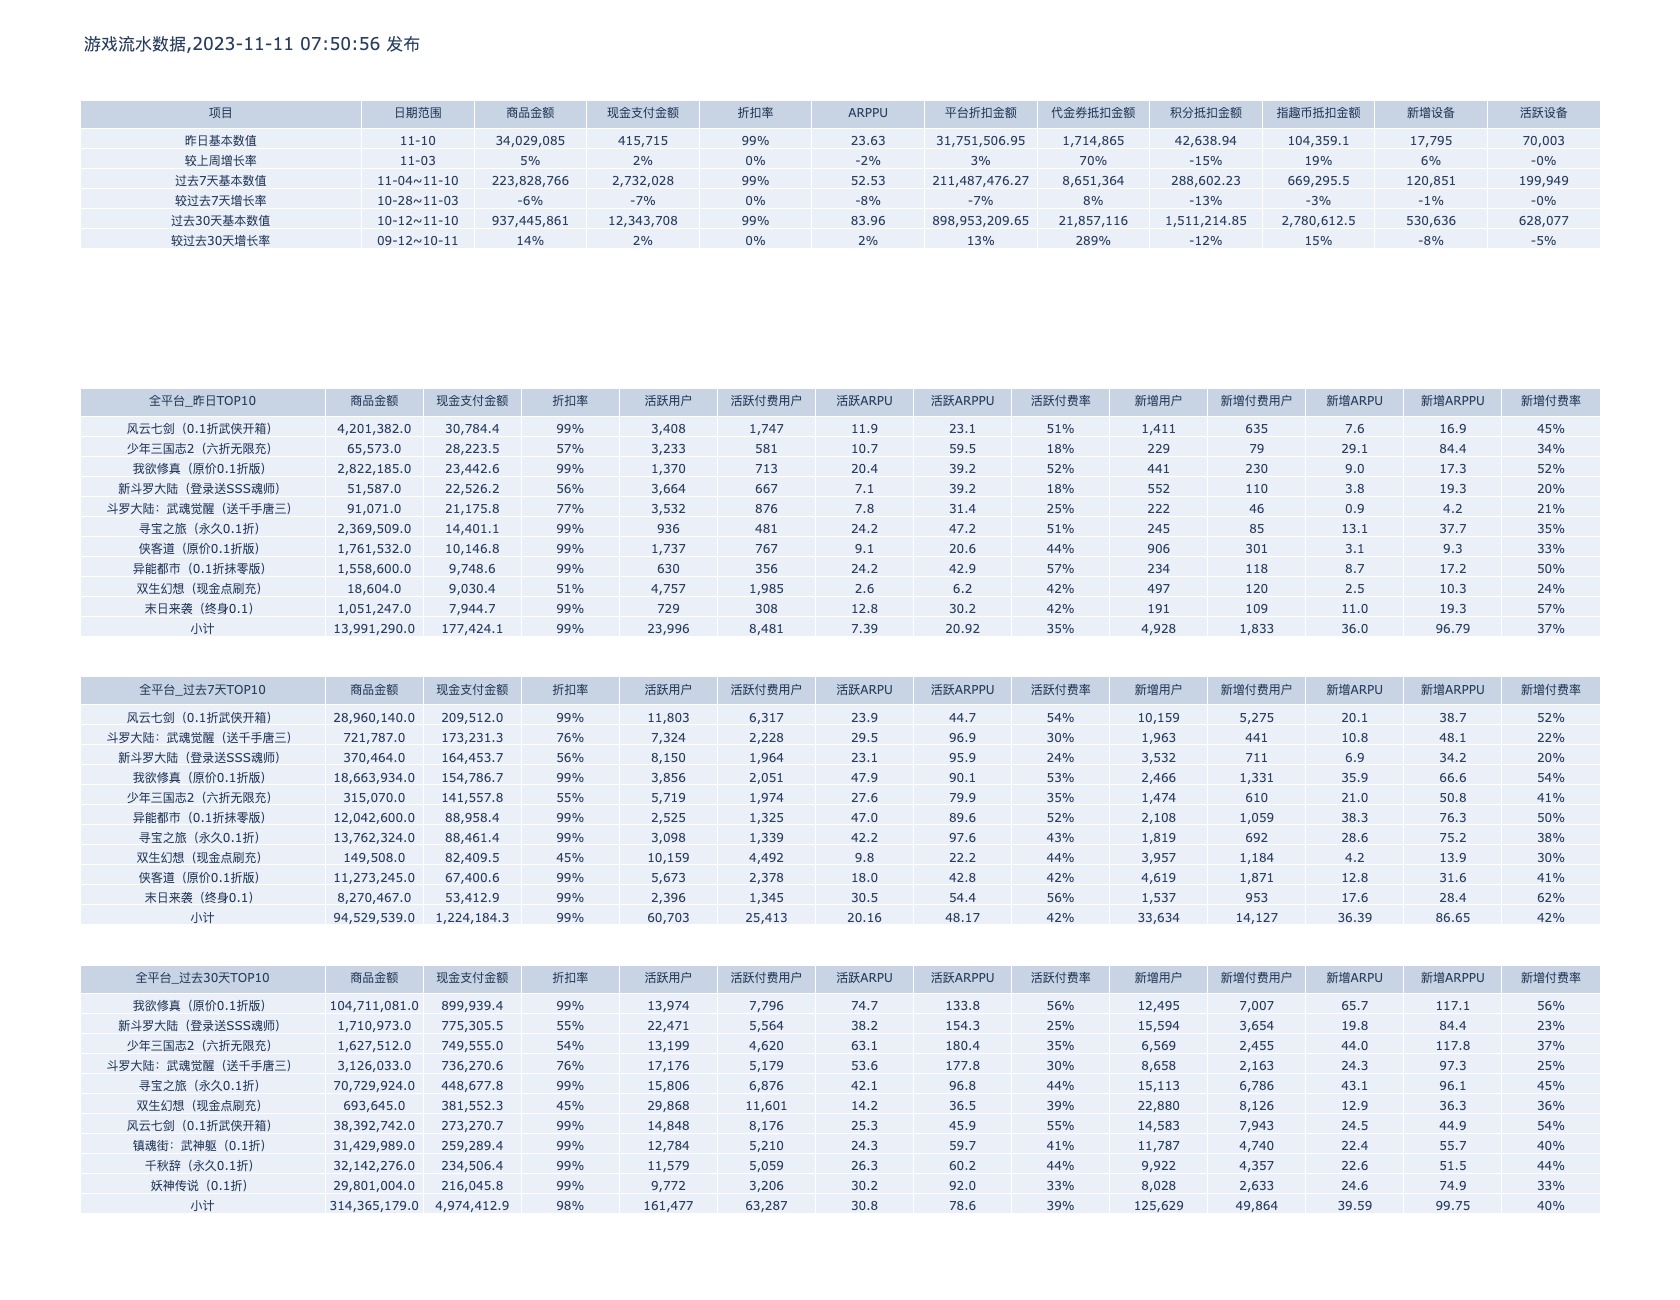 游戏流水数据,2023-11-11 07:50:56 发布
项目 日期范围 商品金额 现金支付金额 折扣率 ARPPU 平台折扣金额 代金券抵扣金额 积分抵扣金额 指趣币抵扣金额 新增设备 活跃设备
昨日基本数值 11-10 34,029,085 415,715 99% 23.63 31,751,506.95 1,714,865 42,638.94 104,359.1 17,795 70,003
较上周增长率 11-03 5% 2% 0% -2% 3% 70% -15% 19% 6% -0%
过去7天基本数值 11-04~11-10 223,828,766 2,732,028 99% 52.53 211,487,476.27 8,651,364 288,602.23 669,295.5 120,851 199,949
较过去7天增长率 10-28~11-03 -6% -7% 0% -8% -7% 8% -13% -3% -1% -0%
过去30天基本数值 10-12~11-10 937,445,861 12,343,708 99% 83.96 898,953,209.65 21,857,116 1,511,214.85 2,780,612.5 530,636 628,077
较过去30天增长率 09-12~10-11 14% 2% 0% 2% 13% 289% -12% 15% -8% -5%
全平台_昨日TOP10 商品金额 现金支付金额 折扣率 活跃用户 活跃付费用户 活跃ARPU 活跃ARPPU 活跃付费率 新增用户 新增付费用户 新增ARPU 新增ARPPU 新增付费率
风云七剑（0.1折武侠开箱） 4,201,382.0 30,784.4 99% 3,408 1,747 11.9 23.1 51% 1,411 635 7.6 16.9 45%
少年三国志2（六折无限充） 65,573.0 28,223.5 57% 3,233 581 10.7 59.5 18% 229 79 29.1 84.4 34%
我欲修真（原价0.1折版） 2,822,185.0 23,442.6 99% 1,370 713 20.4 39.2 52% 441 230 9.0 17.3 52%
新斗罗大陆（登录送SSS魂师） 51,587.0 22,526.2 56% 3,664 667 7.1 39.2 18% 552 110 3.8 19.3 20%
斗罗大陆：武魂觉醒（送千手唐三） 91,071.0 21,175.8 77% 3,532 876 7.8 31.4 25% 222 46 0.9 4.2 21%
寻宝之旅（永久0.1折） 2,369,509.0 14,401.1 99% 936 481 24.2 47.2 51% 245 85 13.1 37.7 35%
侠客道（原价0.1折版） 1,761,532.0 10,146.8 99% 1,737 767 9.1 20.6 44% 906 301 3.1 9.3 33%
异能都市（0.1折抹零版） 1,558,600.0 9,748.6 99% 630 356 24.2 42.9 57% 234 118 8.7 17.2 50%
双生幻想（现金点刷充） 18,604.0 9,030.4 51% 4,757 1,985 2.6 6.2 42% 497 120 2.5 10.3 24%
末日来袭（终身0.1） 1,051,247.0 7,944.7 99% 729 308 12.8 30.2 42% 191 109 11.0 19.3 57%
小计 13,991,290.0 177,424.1 99% 23,996 8,481 7.39 20.92 35% 4,928 1,833 36.0 96.79 37%
全平台_过去7天TOP10 商品金额 现金支付金额 折扣率 活跃用户 活跃付费用户 活跃ARPU 活跃ARPPU 活跃付费率 新增用户 新增付费用户 新增ARPU 新增ARPPU 新增付费率
风云七剑（0.1折武侠开箱） 28,960,140.0 209,512.0 99% 11,803 6,317 23.9 44.7 54% 10,159 5,275 20.1 38.7 52%
斗罗大陆：武魂觉醒（送千手唐三） 721,787.0 173,231.3 76% 7,324 2,228 29.5 96.9 30% 1,963 441 10.8 48.1 22%
新斗罗大陆（登录送SSS魂师） 370,464.0 164,453.7 56% 8,150 1,964 23.1 95.9 24% 3,532 711 6.9 34.2 20%
我欲修真（原价0.1折版） 18,663,934.0 154,786.7 99% 3,856 2,051 47.9 90.1 53% 2,466 1,331 35.9 66.6 54%
少年三国志2（六折无限充） 315,070.0 141,557.8 55% 5,719 1,974 27.6 79.9 35% 1,474 610 21.0 50.8 41%
异能都市（0.1折抹零版） 12,042,600.0 88,958.4 99% 2,525 1,325 47.0 89.6 52% 2,108 1,059 38.3 76.3 50%
寻宝之旅（永久0.1折） 13,762,324.0 88,461.4 99% 3,098 1,339 42.2 97.6 43% 1,819 692 28.6 75.2 38%
双生幻想（现金点刷充） 149,508.0 82,409.5 45% 10,159 4,492 9.8 22.2 44% 3,957 1,184 4.2 13.9 30%
侠客道（原价0.1折版） 11,273,245.0 67,400.6 99% 5,673 2,378 18.0 42.8 42% 4,619 1,871 12.8 31.6 41%
末日来袭（终身0.1） 8,270,467.0 53,412.9 99% 2,396 1,345 30.5 54.4 56% 1,537 953 17.6 28.4 62%
小计 94,529,539.0 1,224,184.3 99% 60,703 25,413 20.16 48.17 42% 33,634 14,127 36.39 86.65 42%
全平台_过去30天TOP10 商品金额 现金支付金额 折扣率 活跃用户 活跃付费用户 活跃ARPU 活跃ARPPU 活跃付费率 新增用户 新增付费用户 新增ARPU 新增ARPPU 新增付费率
我欲修真（原价0.1折版） 104,711,081.0 899,939.4 99% 13,974 7,796 74.7 133.8 56% 12,495 7,007 65.7 117.1 56%
新斗罗大陆（登录送SSS魂师） 1,710,973.0 775,305.5 55% 22,471 5,564 38.2 154.3 25% 15,594 3,654 19.8 84.4 23%
少年三国志2（六折无限充） 1,627,512.0 749,555.0 54% 13,199 4,620 63.1 180.4 35% 6,569 2,455 44.0 117.8 37%
斗罗大陆：武魂觉醒（送千手唐三） 3,126,033.0 736,270.6 76% 17,176 5,179 53.6 177.8 30% 8,658 2,163 24.3 97.3 25%
寻宝之旅（永久0.1折） 70,729,924.0 448,677.8 99% 15,806 6,876 42.1 96.8 44% 15,113 6,786 43.1 96.1 45%
双生幻想（现金点刷充） 693,645.0 381,552.3 45% 29,868 11,601 14.2 36.5 39% 22,880 8,126 12.9 36.3 36%
风云七剑（0.1折武侠开箱） 38,392,742.0 273,270.7 99% 14,848 8,176 25.3 45.9 55% 14,583 7,943 24.5 44.9 54%
镇魂街：武神躯（0.1折） 31,429,989.0 259,289.4 99% 12,784 5,210 24.3 59.7 41% 11,787 4,740 22.4 55.7 40%
千秋辞（永久0.1折） 32,142,276.0 234,506.4 99% 11,579 5,059 26.3 60.2 44% 9,922 4,357 22.6 51.5 44%
妖神传说（0.1折） 29,801,004.0 216,045.8 99% 9,772 3,206 30.2 92.0 33% 8,028 2,633 24.6 74.9 33%
小计 314,365,179.0 4,974,412.9 98% 161,477 63,287 30.8 78.6 39% 125,629 49,864 39.59 99.75 40%